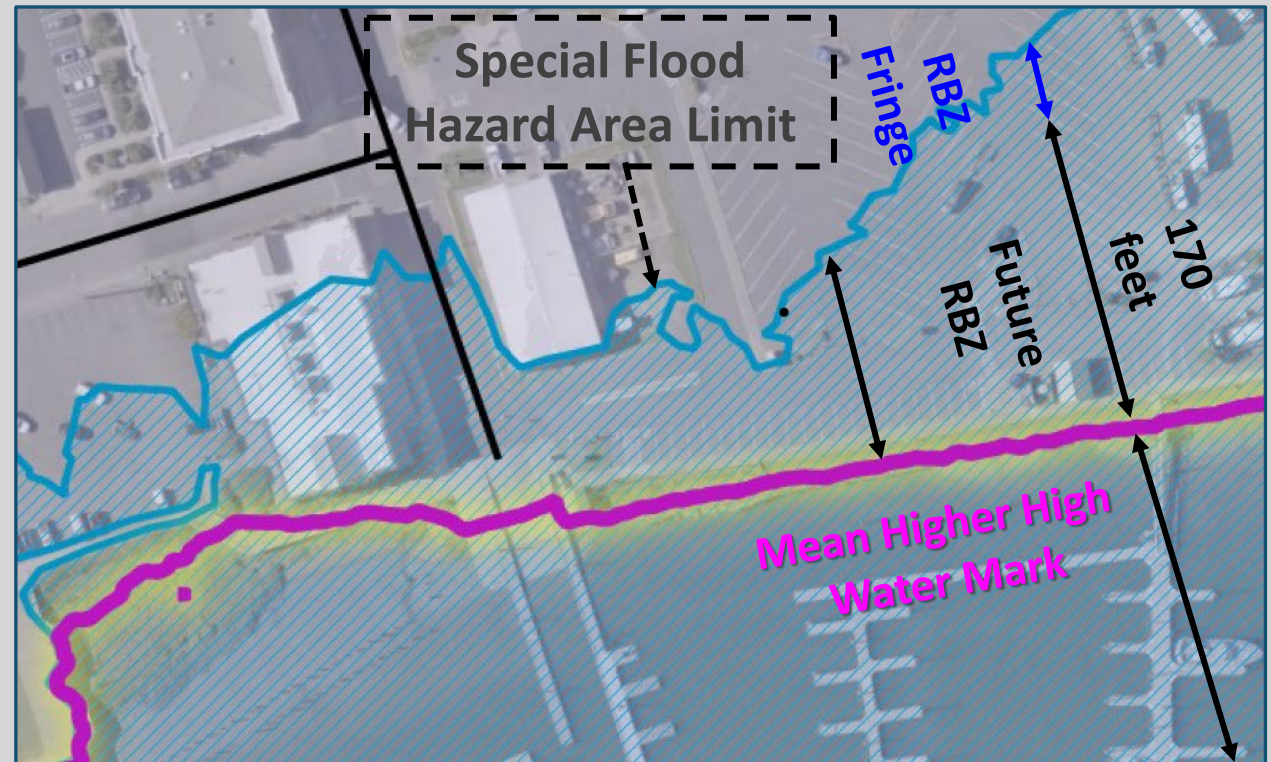 Special Flood
Hazard Area Limit
RBZ
Fringe
170
feet
Future
RBZ
Mean Higher High
Water Mark